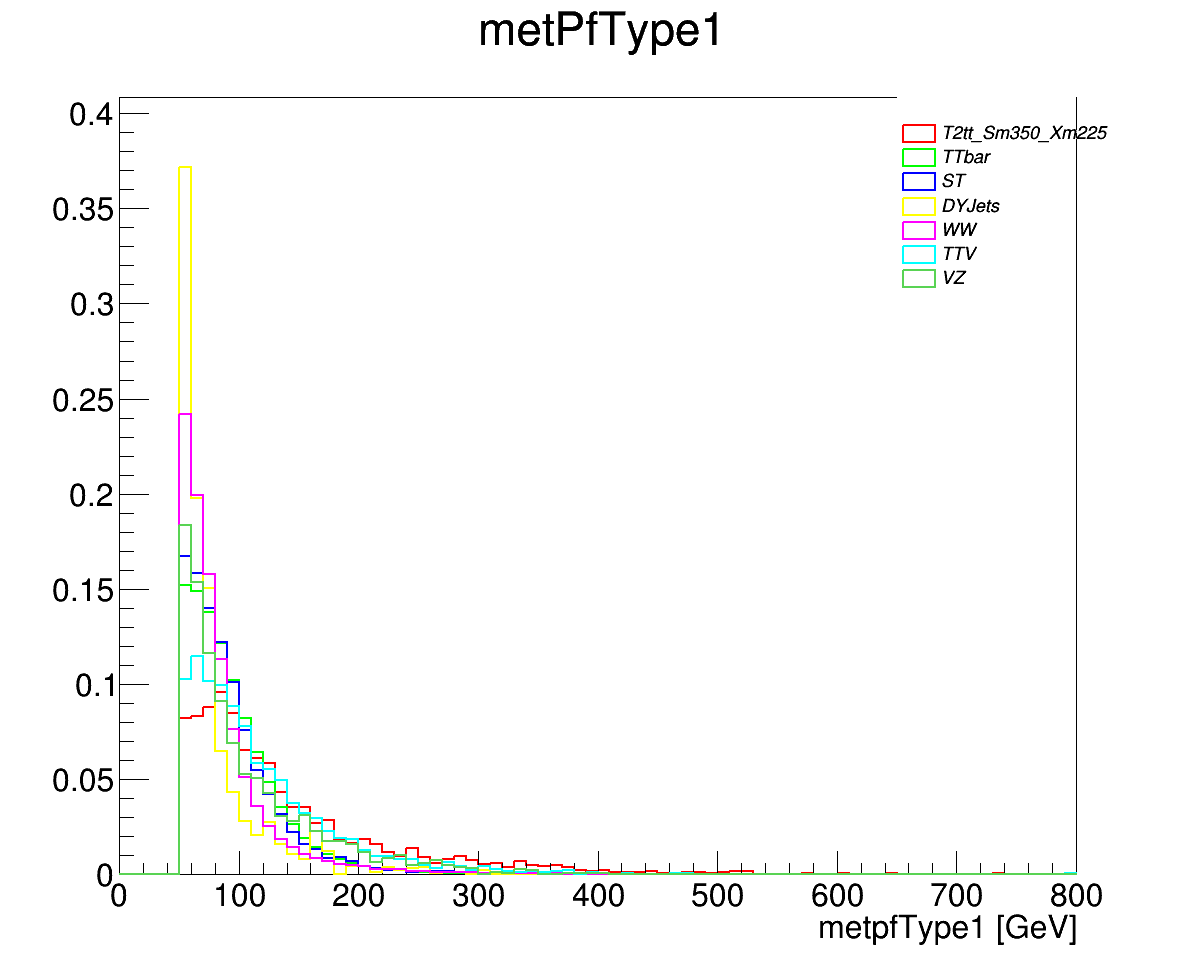 metPfType1
0.4
0.35
0.3
0.25
0.2
0.15
0.1
0.05
0
T2tt_Sm350_Xm225
TTbar
ST
DYJets
WW
TTV
VZ
0 100 200 300 400 500 600 700 800
metpfType1 [GeV]